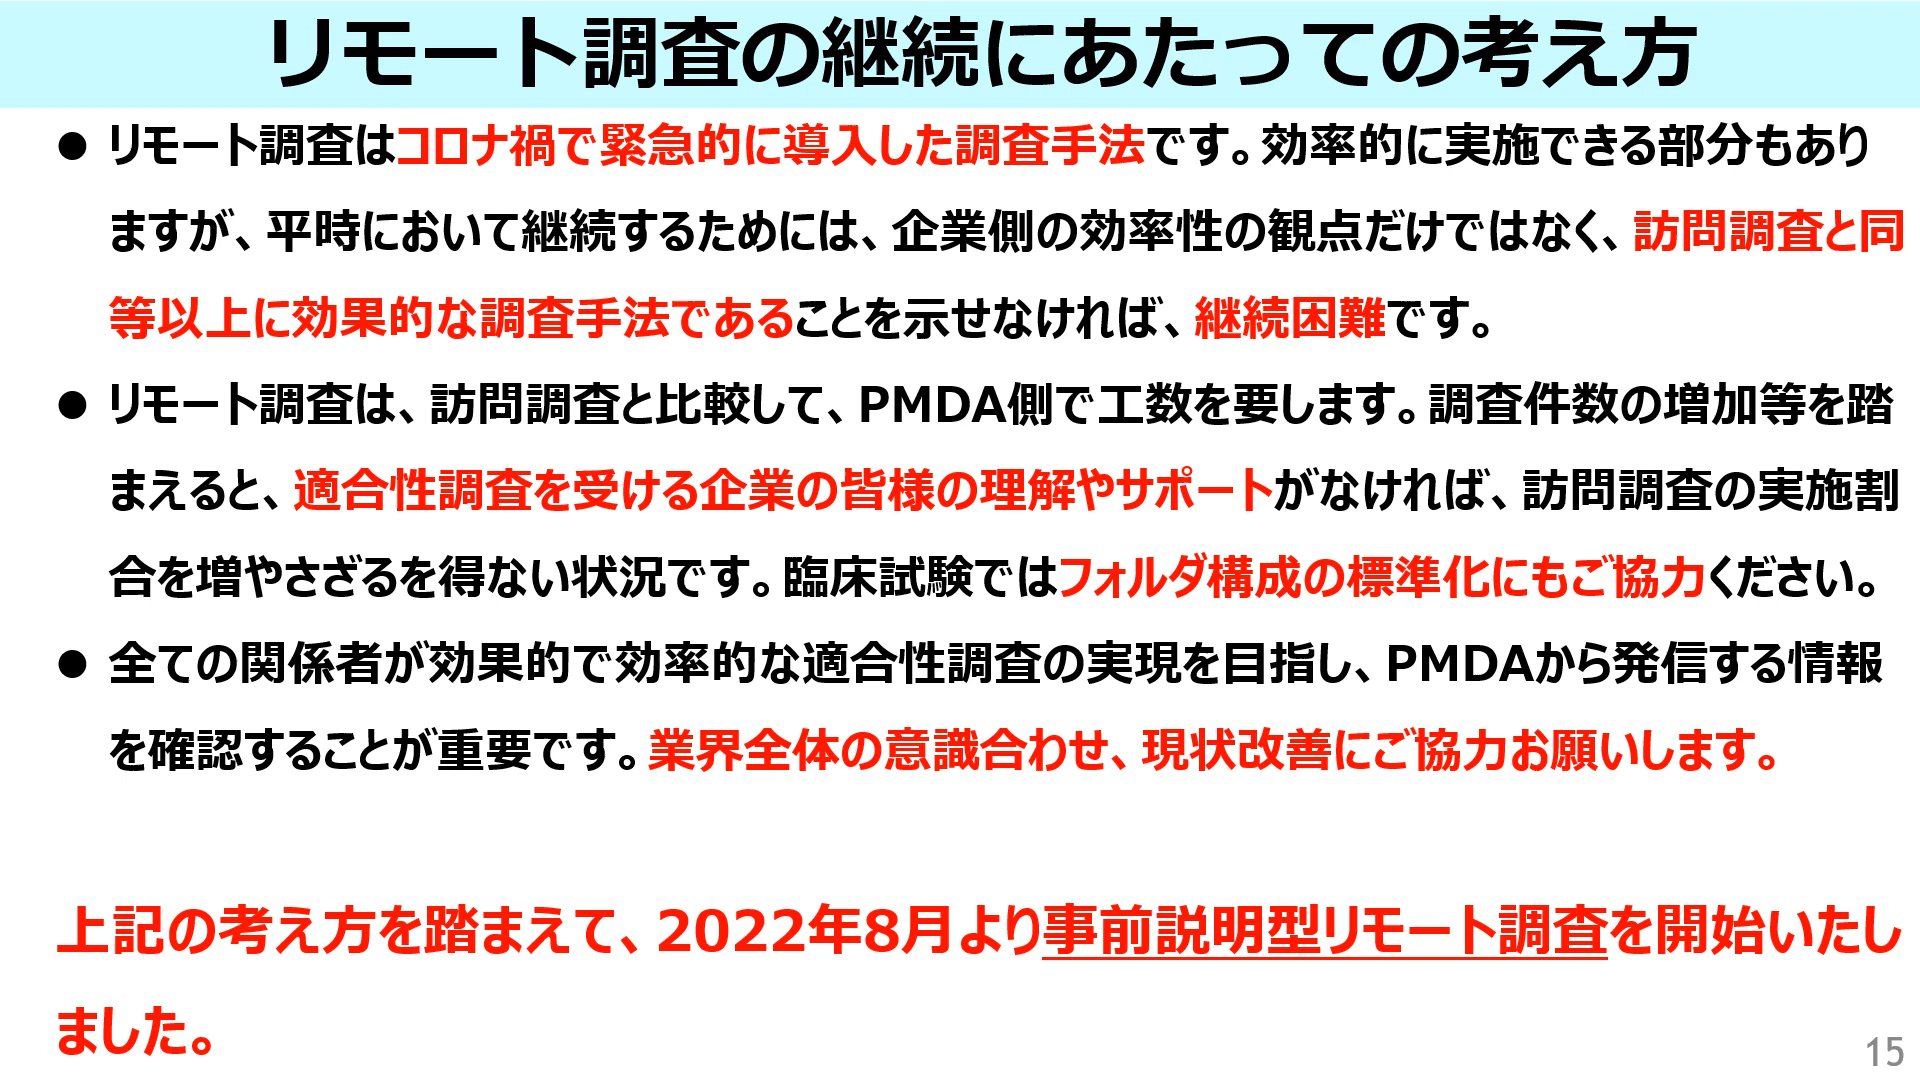 リモート調査の継続にあたっての考え方
● リモート調査はコロナ禍で緊急的に導入した調査手法です。効率的に実施できる部分もあり
ますが、平時において継続するためには、企業側の効率性の観点だけではなく、訪問調査と同
等以上に効果的な調査手法であることを示せなければ、継続困難です。
● リモート調査は、訪問調査と比較して、PMDA側で工数を要します。調査件数の増加等を踏
まえると、適合性調査を受ける企業の皆様の理解やサポートがなければ、訪問調査の実施割
合を増やさざるを得ない状況です。臨床試験ではフォルダ構成の標準化にもご協力ください。
● 全ての関係者が効果的で効率的な適合性調査の実現を目指し、PMDAから発信する情報
を確認することが重要です。業界全体の意識合わせ、現状改善にご協力お願いします。
上記の考え方を踏まえて、2022年8月より事前説明型リモート調査を開始いたし
ました。
15